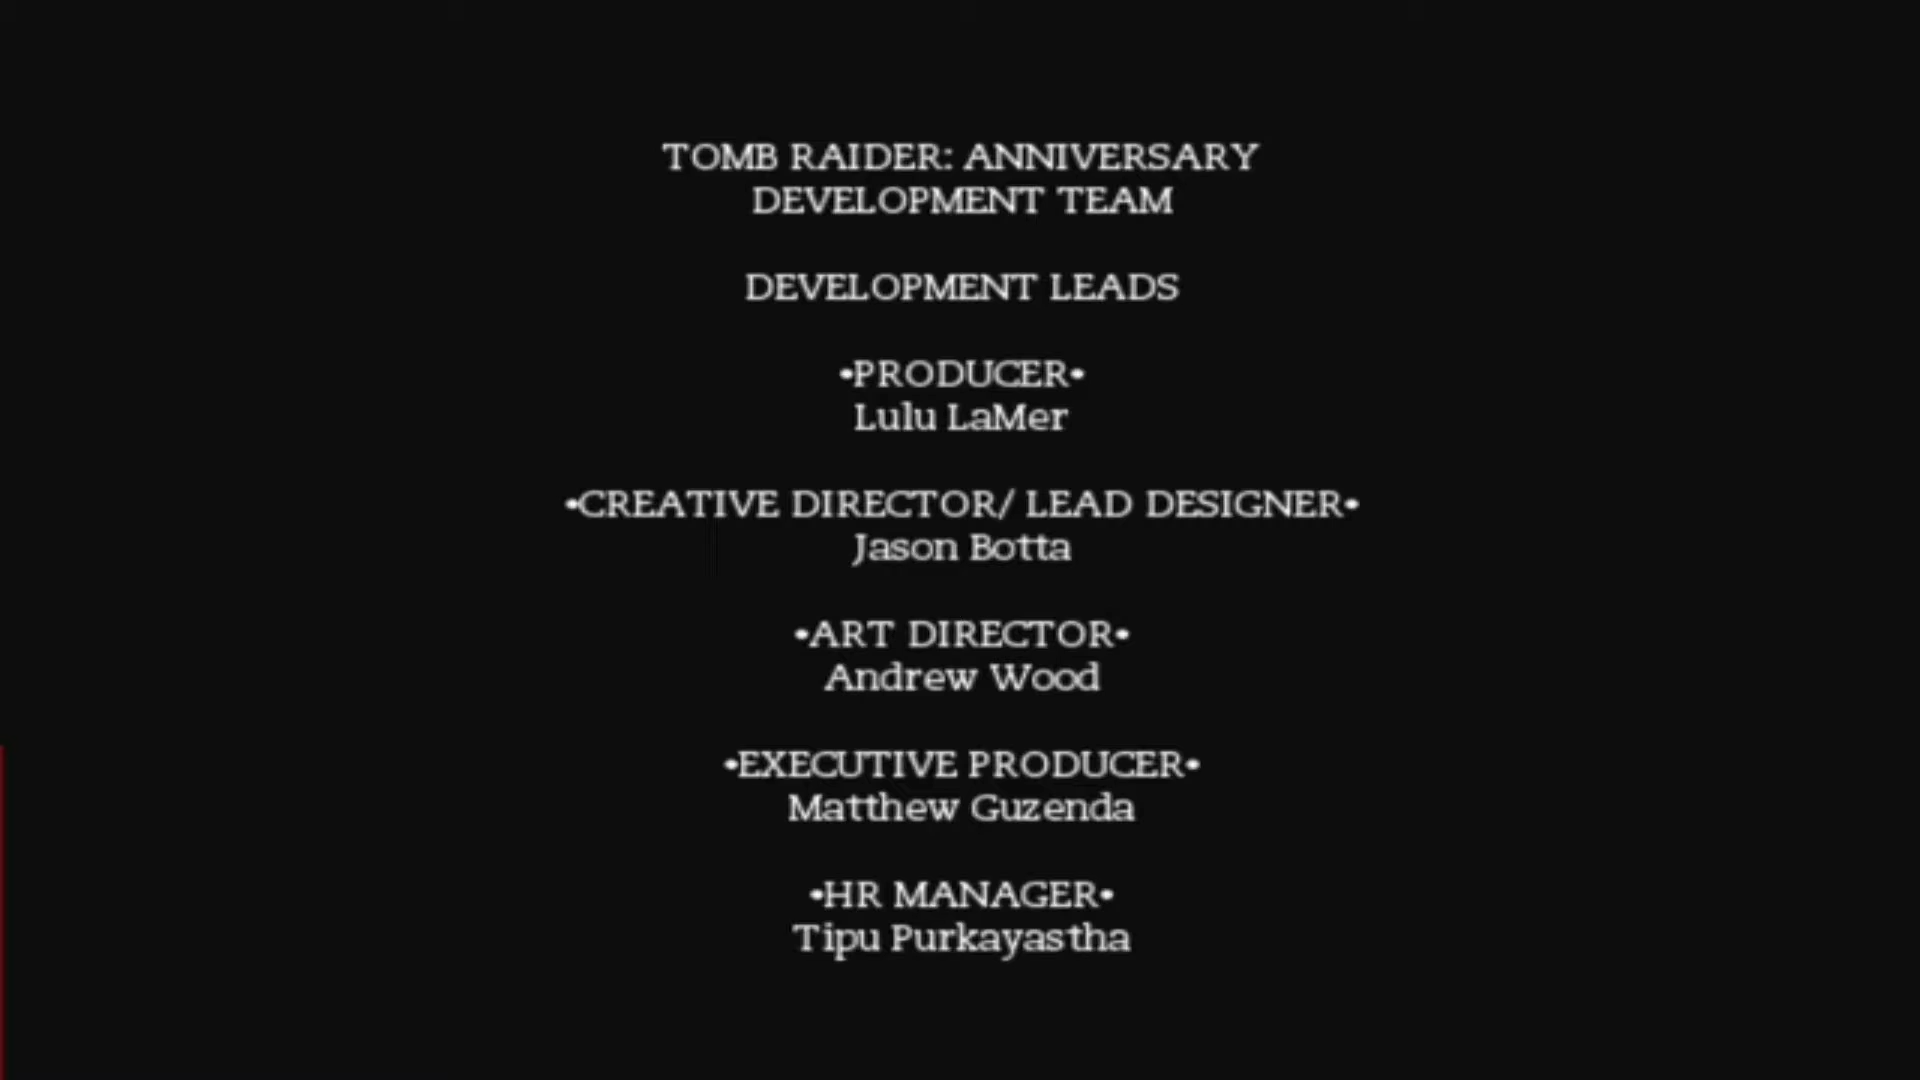 TOMB RAIDER: ANNIVERSARY
DEVELOPMENT TEAM
DEVELOPMENT LEADS
•PRODUCER•
Lulu LaMer
•CREATIVE DIRECTOR/ LEAD DESIGNER•
Jason Botta
•ART DIRECTOR•
Andrew Wood
•EXECUTIVE PRODUCER•
Matthew Guzenda
•HR MANAGER•
Tipu Purkayastha